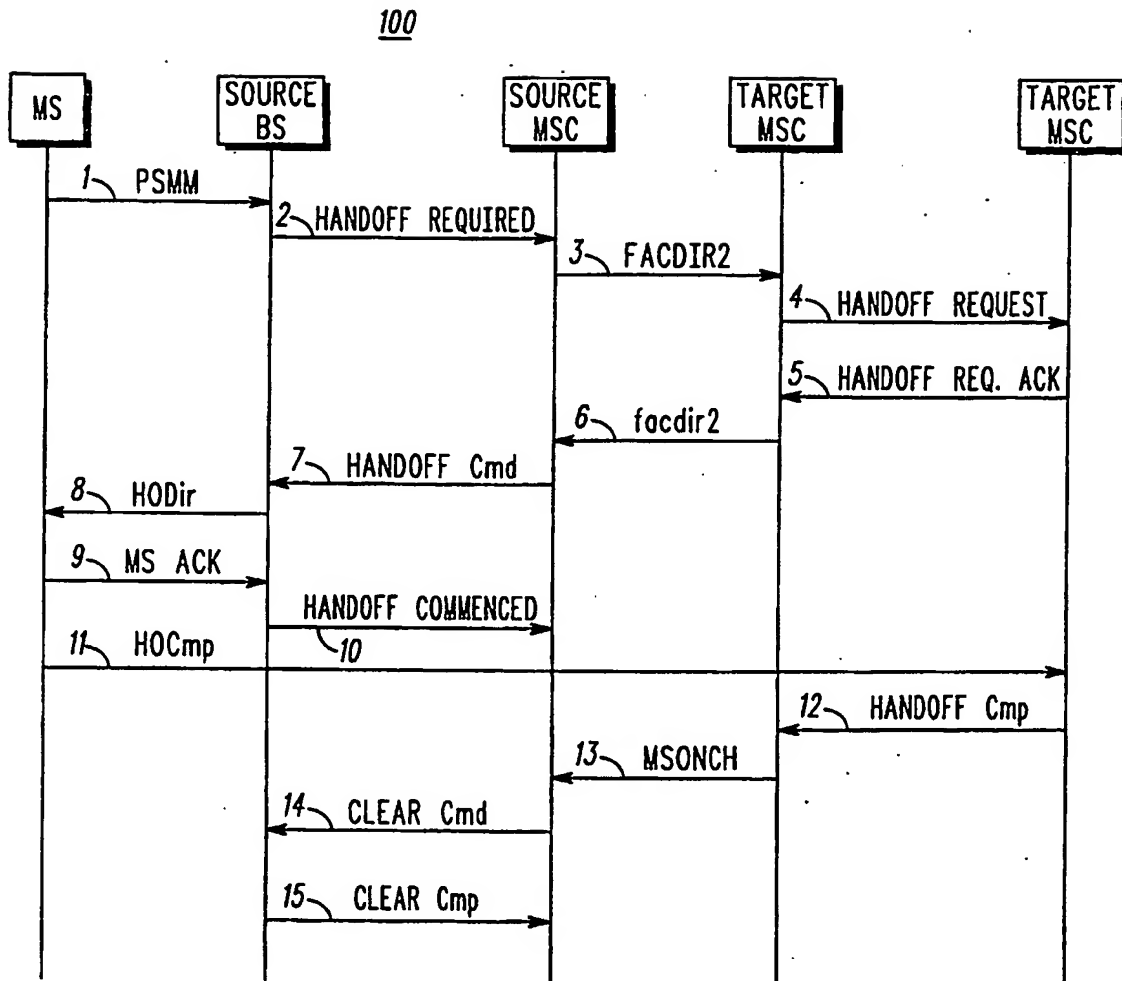 100
MS
SOURCE
BS
SOURCE
MSC
TARGET
MSC
TARGET
MSC
1 PSMM
2 HANDOFF REQUIRED
3 FACDIR2
4 HANDOFF REQUEST
5 HANDOFF REQ. ACK
6 facdir2
7 HANDOFF Cmd
8 HODir
9 MS ACK
HANDOFF COMMENCED
10
11 HOCmp
12 HANDOFF Cmp
13 MSONCH
14 CLEAR Cmd
15 CLEAR Cmp